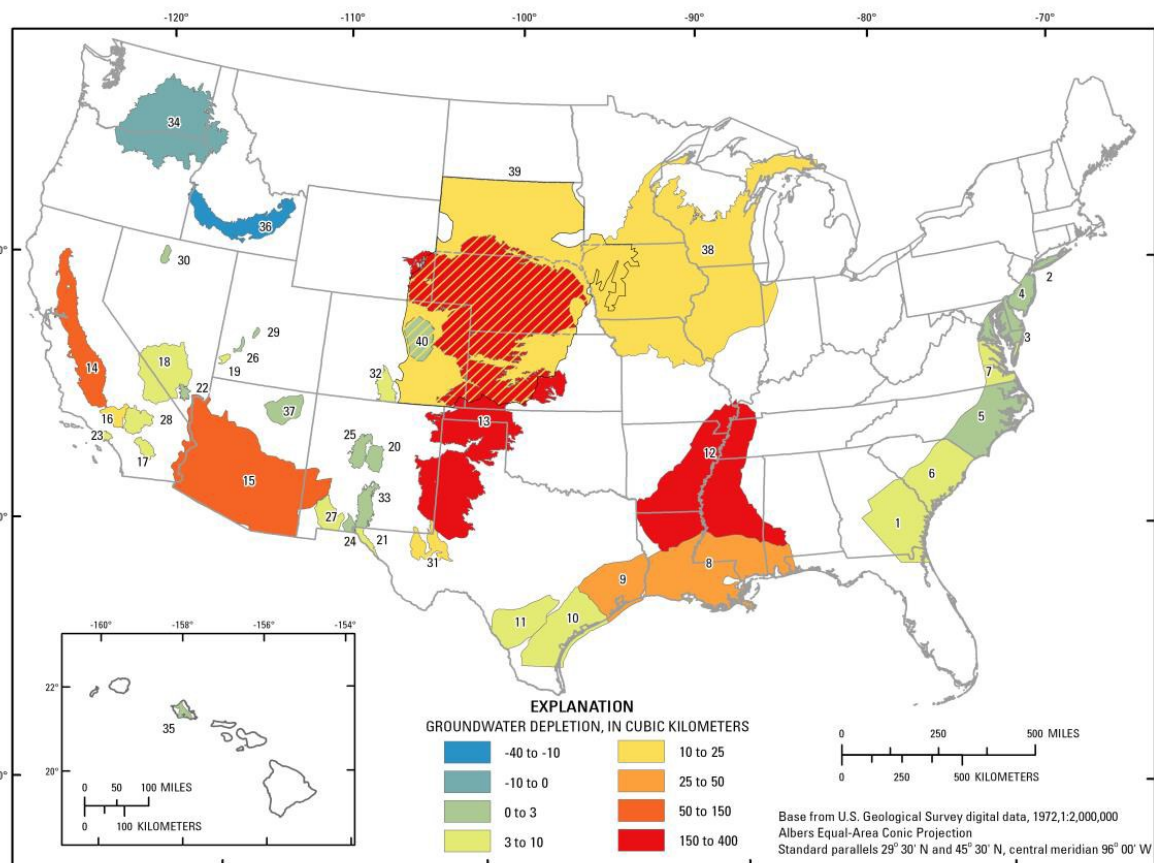 -120° -110° -100° -90° -80° -70°
34
39
36
38
0°
30
2
4
40
3
29
18
26
14
19
32
7
22
37
16
28
13
5
23
25
20
12
17
6
15
33
1
27
24
21
0°
31
8
9
11
10
-160° -158° -156° -154°
22°
35
20°
0°
0 50 100 MILES
0 100 KILOMETERS
EXPLANATION
GROUNDWATER DEPLETION, IN CUBIC KILOMETERS
-40 to -10
-10 to 0
0 to 3
3 to 10
10 to 25
25 to 50
50 to 150
150 to 400
0 250 500 MILES
0 250 500 KILOMETERS
Base from U.S. Geological Survey digital data, 1972,1:2,000,000
Albers Equal-Area Conic Projection
Standard parallels 29° 30' N and 45° 30' N, central meridian 96° 00' W